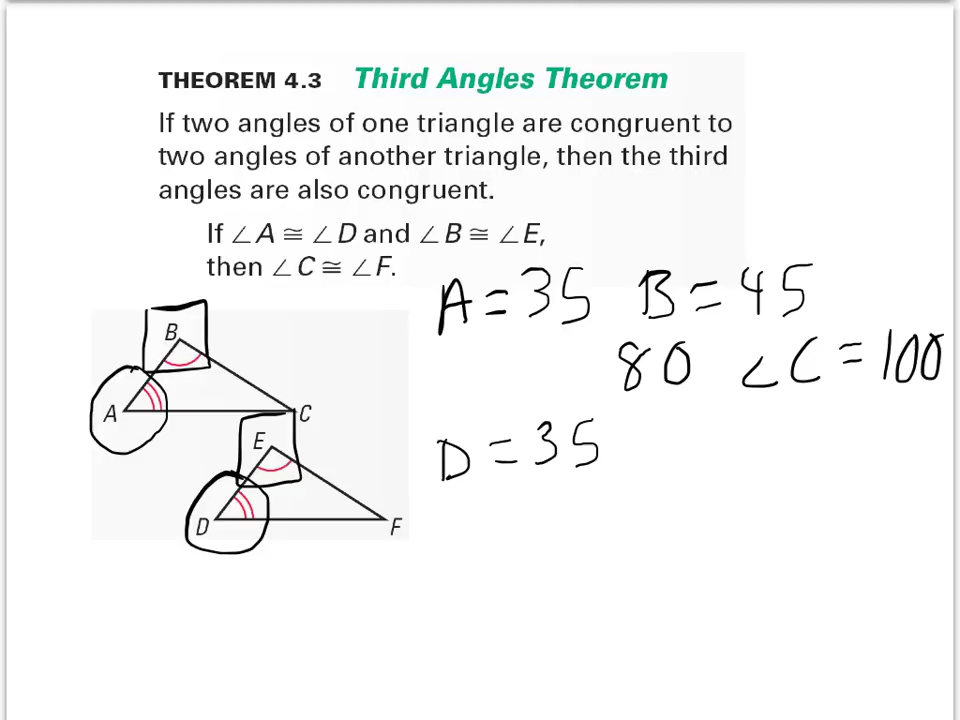 THEOREM 4.3 Third Angles Theorem
If two angles of one triangle are congruent to
two angles of another triangle, then the third
angles are also congruent.
If ∠A ≅ ∠D and ∠B ≅ ∠E,
then ∠C ≅ ∠F.
A = 35 B = 45
80 ∠C = 100
D = 35
B
A
C
E
D
F